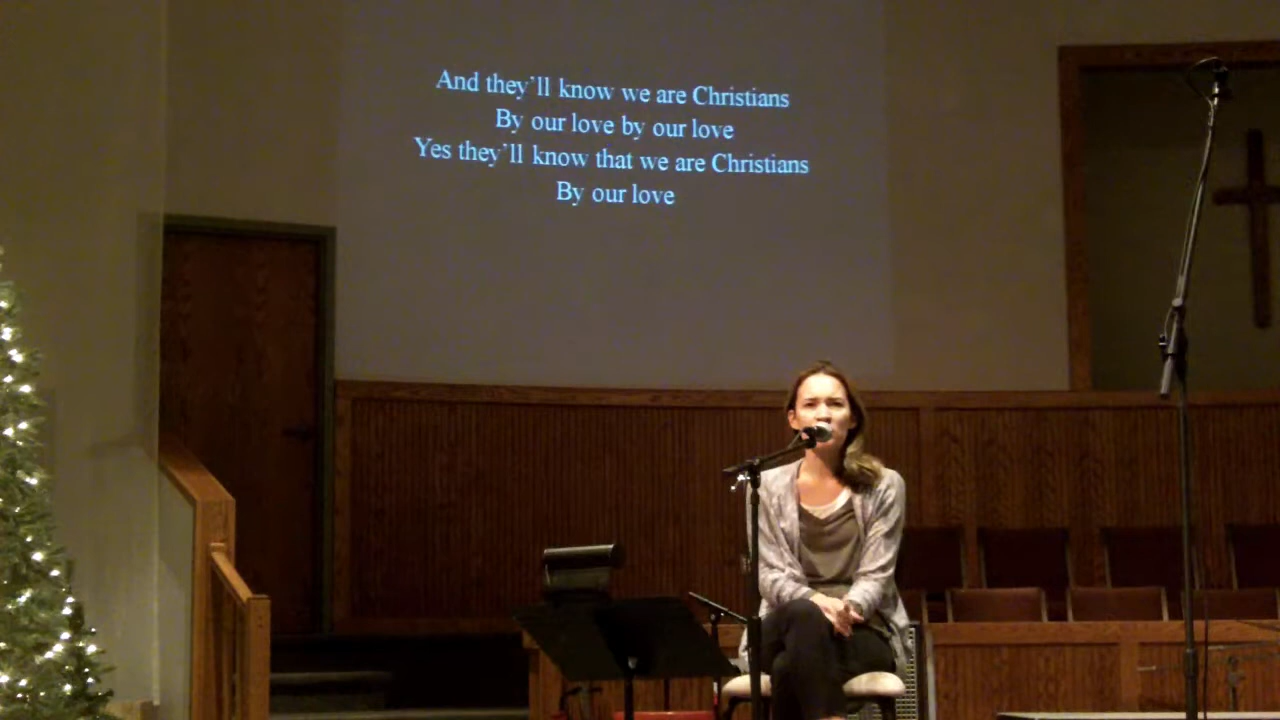 And they'll know we are Christians
By our love by our love
Yes they'll know that we are Christians
By our love